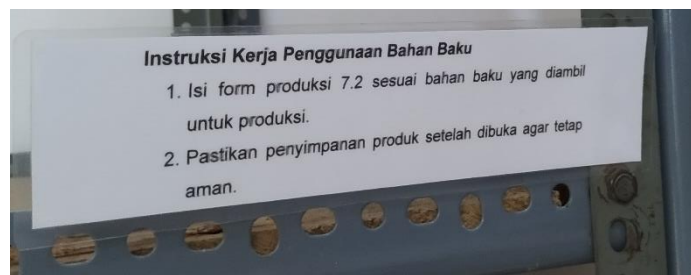 Instruksi Kerja Penggunaan Bahan Baku
1. Isi form produksi 7.2 sesuai bahan baku yang diambil
untuk produksi.
2. Pastikan penyimpanan produk setelah dibuka agar tetap
aman.